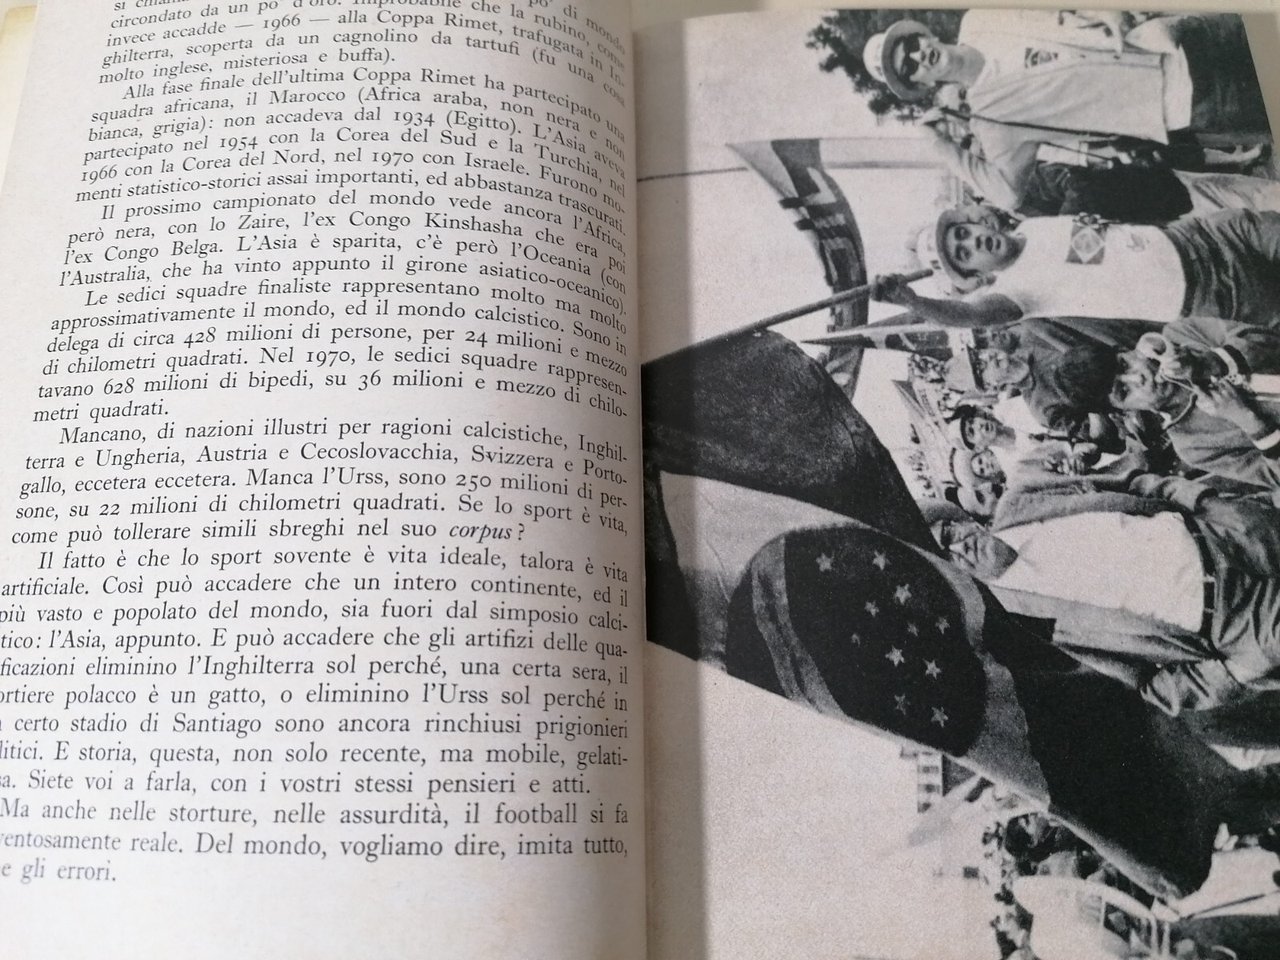 circondato da un po' d'oro. Improbabile che la rubino, come
invece accadde — 1966 — alla Coppa Rimet, trafugata in In-
ghilterra, scoperta da un cagnolino da tartufi (fu una cosa
molto inglese, misteriosa e buffa).
Alla fase finale dell'ultima Coppa Rimet ha partecipato una
squadra africana, il Marocco (Africa araba, non nera e non
bianca, grigia): non accadeva dal 1934 (Egitto). L'Asia aveva
partecipato nel 1954 con la Corea del Sud e la Turchia, nel
1966 con la Corea del Nord, nel 1970 con Israele. Furono mo-
menti statistico-storici assai importanti, ed abbastanza trascurati.
Il prossimo campionato del mondo vede ancora l'Africa,
però nera, con lo Zaire, l'ex Congo Kinshasha che era poi
l'ex Congo Belga. L'Asia è sparita, c'è però l'Oceania (con
l'Australia, che ha vinto appunto il girone asiatico-oceanico).
Le sedici squadre finaliste rappresentano molto ma molto
approssimativamente il mondo, ed il mondo calcistico. Sono in
delega di circa 428 milioni di persone, per 24 milioni e mezzo
di chilometri quadrati. Nel 1970, le sedici squadre rappresen-
tavano 628 milioni di bipedi, su 36 milioni e mezzo di chilo-
metri quadrati.
Mancano, di nazioni illustri per ragioni calcistiche, Inghil-
terra e Ungheria, Austria e Cecoslovacchia, Svizzera e Porto-
gallo, eccetera eccetera. Manca l'Urss, sono 250 milioni di per-
sone, su 22 milioni di chilometri quadrati. Se lo sport è vita,
come può tollerare simili sbreghi nel suo corpus?
Il fatto è che lo sport sovente è vita ideale, talora è vita
artificiale. Così può accadere che un intero continente, ed il
più vasto e popolato del mondo, sia fuori dal simposio calci-
tico: l'Asia, appunto. E può accadere che gli artifizi delle qua-
ficazioni eliminino l'Inghilterra sol perché, una certa sera, il
ortiere polacco è un gatto, o eliminino l'Urss sol perché in
certo stadio di Santiago sono ancora rinchiusi prigionieri
litici. E storia, questa, non solo recente, ma mobile, gelati-
sa. Siete voi a farla, con i vostri stessi pensieri e atti.
Ma anche nelle storture, nelle assurdità, il football si fa
entosamente reale. Del mondo, vogliamo dire, imita tutto,
e gli errori.